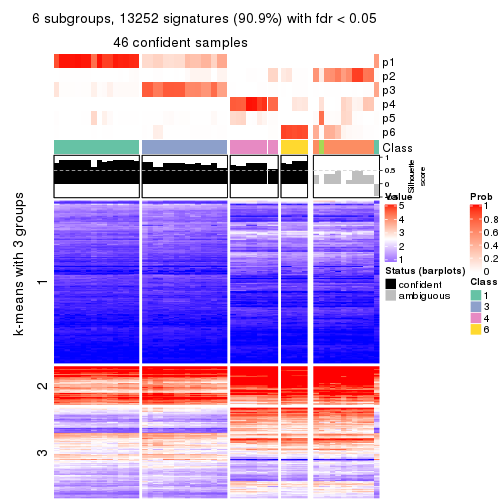 6 subgroups, 13252 signatures (90.9%) with fdr < 0.05
46 confident samples
p1
p2
p3
p4
p5
p6
Class
1
0.5
0
Silhouette
score
k-means with 3 groups
1
2
3
Value
5
4
3
2
1
Status (barplots)
confident
ambiguous
Prob
1
0.8
0.6
0.4
0.2
0
Class
1
3
4
6